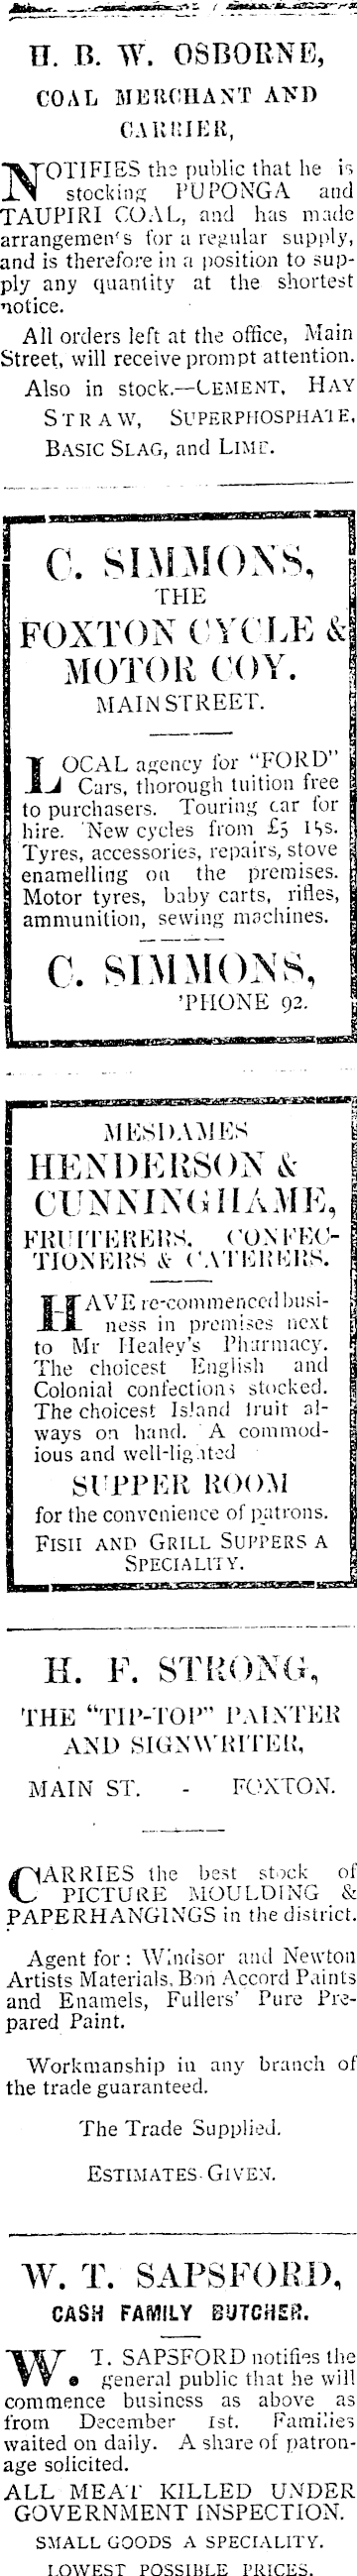 H. B. W. OSBORNE,
COAL MERCHANT AND
CARRIER,
NOTIFIES the public that he is
stocking PUPONGA and
TAUPIRI COAL, and has made
arrangements for a regular supply,
and is therefore in a position to sup-
ply any quantity at the shortest
notice.
All orders left at the office, Main
Street, will receive prompt attention.
Also in stock.—CEMENT, HAY
STRAW, SUPERPHOSPHATE,
BASIC SLAG, and LIME.
C. SIMMONS,
THE
FOXTON CYCLE &
MOTOR COY.
MAIN STREET.
LOCAL agency for "FORD"
Cars, thorough tuition free
to purchasers. Touring car for
hire. New cycles from £5 15s.
Tyres, accessories, repairs, stove
enamelling on the premises.
Motor tyres, baby carts, rifles,
ammunition, sewing machines.
C. SIMMONS,
'PHONE 92.
MESDAMES
HENDERSON &
CUNNINGHAME,
FRUITERERS, CONFEC-
TIONERS & CATERERS.
HAVE re-commenced busi-
ness in premises next
to Mr Healey's Pharmacy.
The choicest English and
Colonial confections stocked.
The choicest Island fruit al-
ways on hand. A commod-
ious and well-lighted
SUPPER ROOM
for the convenience of patrons.
FISH AND GRILL SUPPERS A
SPECIALITY.
H. F. STRONG,
THE "TIP-TOP" PAINTER
AND SIGNWRITER,
MAIN ST. - FOXTON.
CARRIES the best stock of
PICTURE MOULDING &
PAPERHANGINGS in the district.
Agent for: Windsor and Newton
Artists Materials, Bon Accord Paints
and Enamels, Fullers' Pure Pre-
pared Paint.
Workmanship in any branch of
the trade guaranteed.
The Trade Supplied.
ESTIMATES GIVEN.
W. T. SAPSFORD,
CASH FAMILY BUTCHER.
W. T. SAPSFORD notifies the
general public that he will
commence business as above as
from December 1st. Families
waited on daily. A share of patron-
age solicited.
ALL MEAT KILLED UNDER
GOVERNMENT INSPECTION.
SMALL GOODS A SPECIALITY.
LOWEST POSSIBLE PRICES.